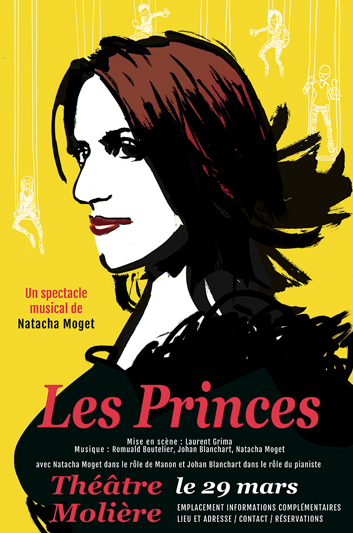 Un spectacle
musical de
Natacha Moget
Les Princes
Mise en scène : Laurent Grima
Musique : Romuald Boutelier, Johan Blanchart, Natacha Moget
avec Natacha Moget dans le rôle de Manon et Johan Blanchart dans le rôle du pianiste
Théâtre le 29 mars
Molière EMPLACEMENT INFORMATIONS COMPLÉMENTAIRES
LIEU ET ADRESSE / CONTACT / RÉSERVATIONS